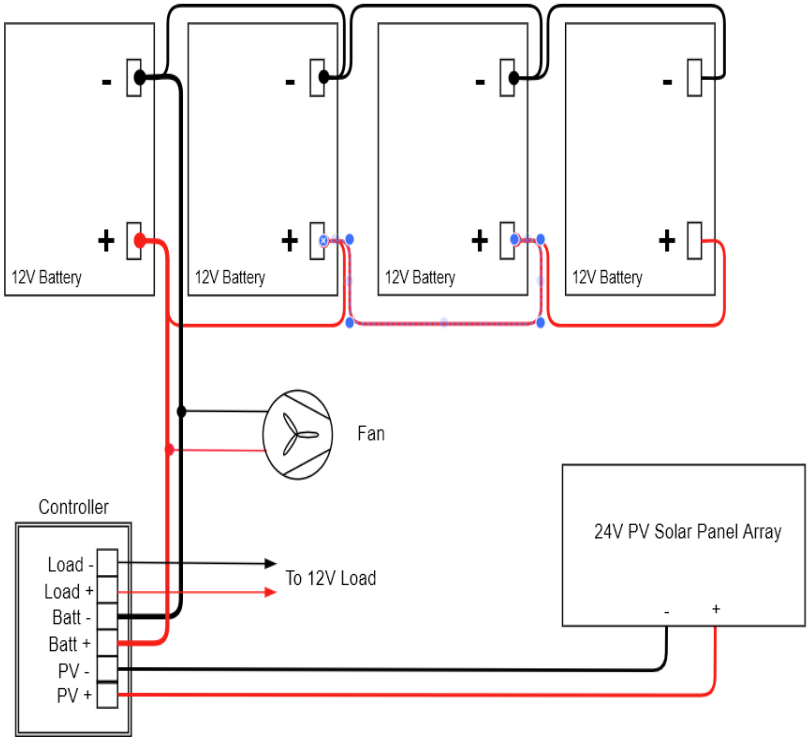 - - - -
+ + + +
12V Battery 12V Battery 12V Battery 12V Battery
Fan
Controller
24V PV Solar Panel Array
Load -
To 12V Load
Load +
- +
Batt -
Batt +
PV -
PV +